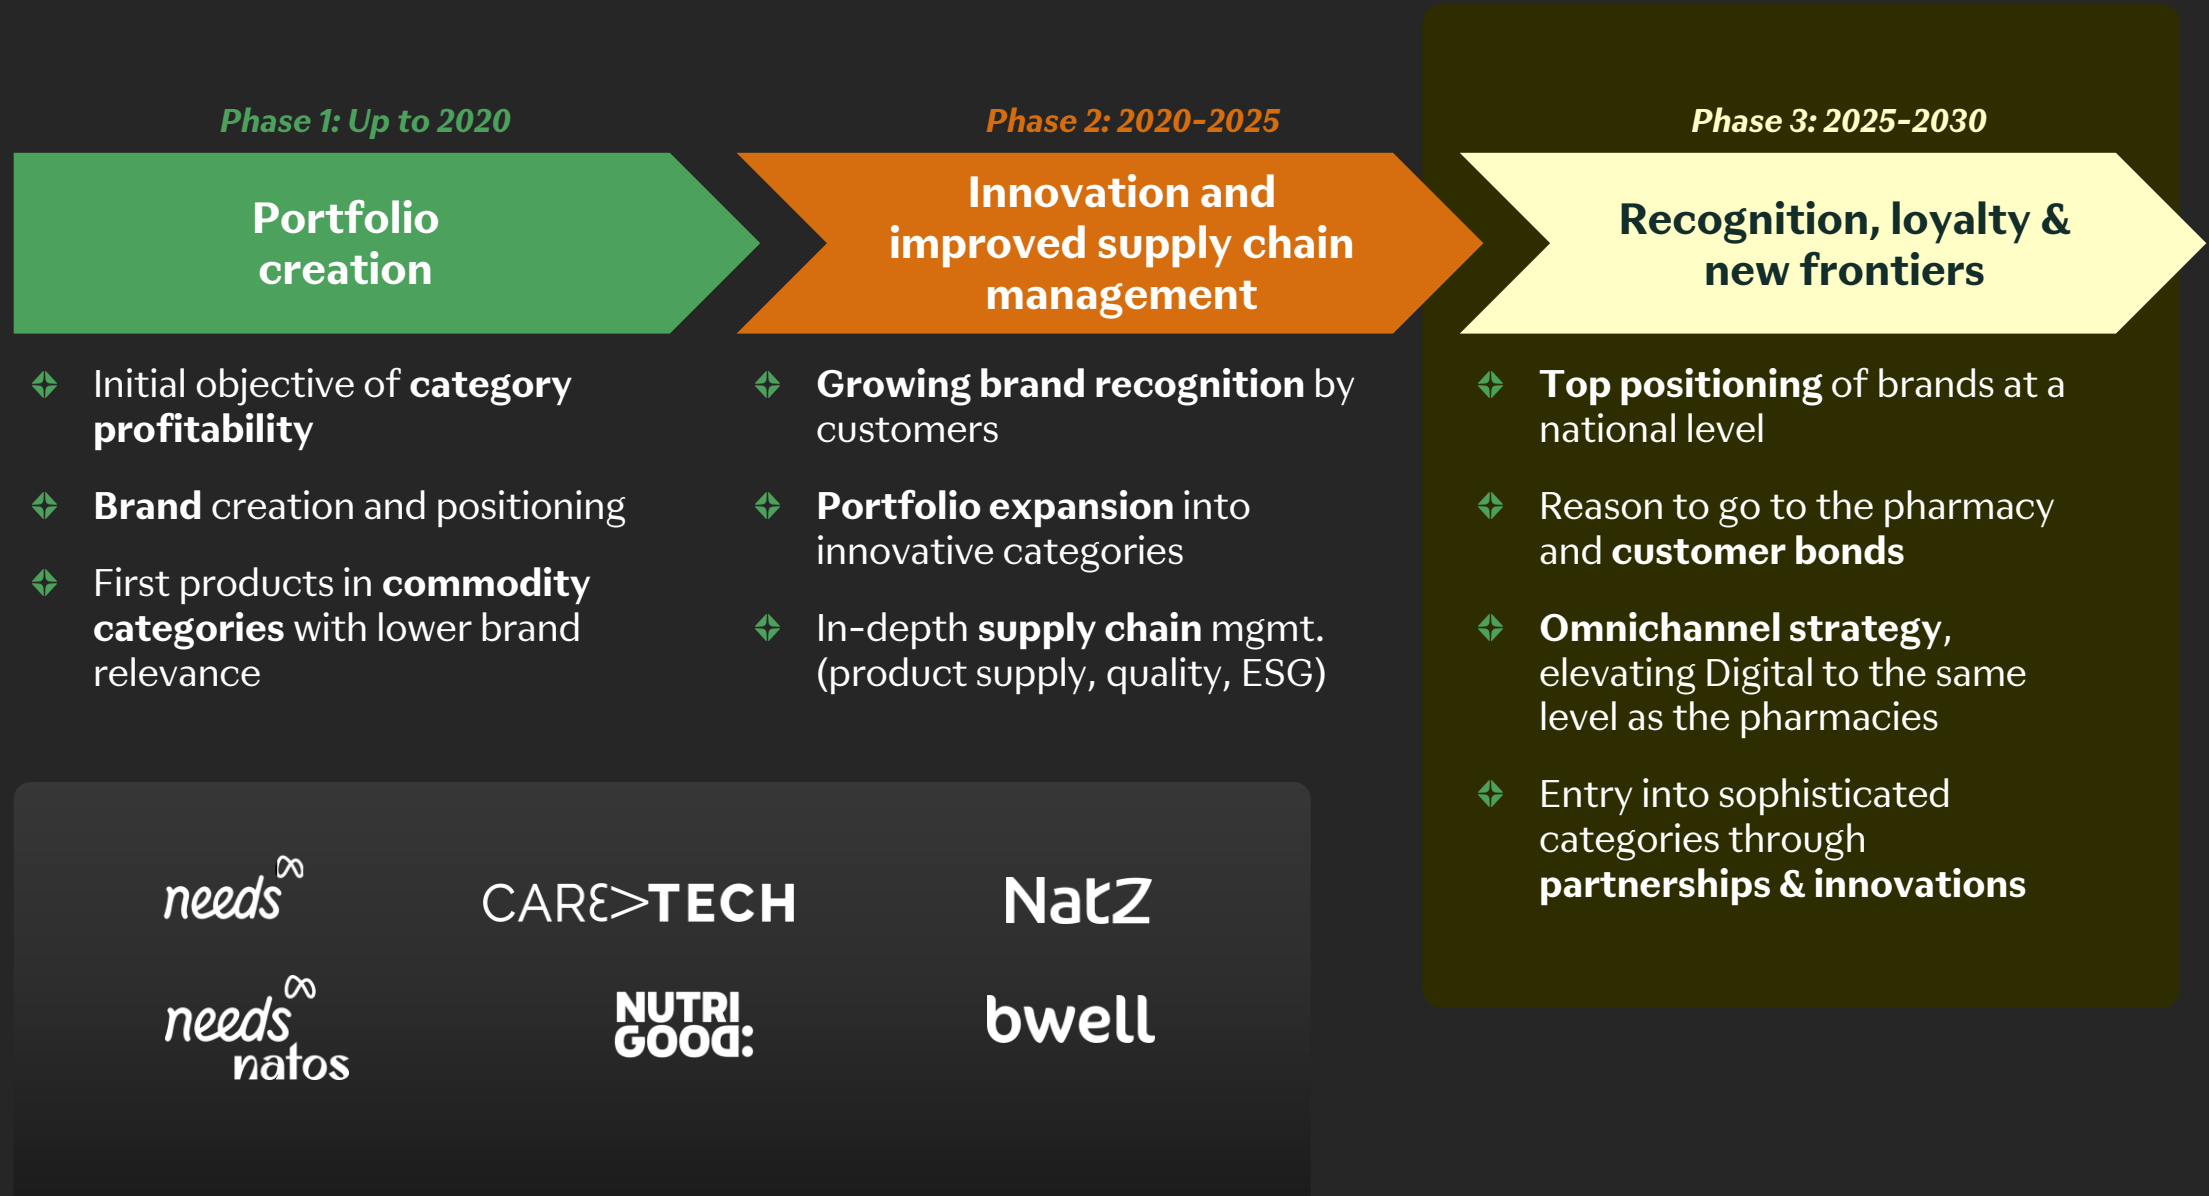 Phase 1: Up to 2020
Portfolio
creation
Initial objective of category
profitability
Brand creation and positioning
First products in commodity
categories with lower brand
relevance
Phase 2: 2020-2025
Innovation and
improved supply chain
management
Growing brand recognition by
customers
Portfolio expansion into
innovative categories
In-depth supply chain mgmt.
(product supply, quality, ESG)
Phase 3: 2025-2030
Recognition, loyalty &
new frontiers
Top positioning of brands at a
national level
Reason to go to the pharmacy
and customer bonds
Omnichannel strategy,
elevating Digital to the same
level as the pharmacies
Entry into sophisticated
categories through
partnerships & innovations
needs
CARE>TECH
Natz
needs
natos
NUTRI
GOOD:
bwell